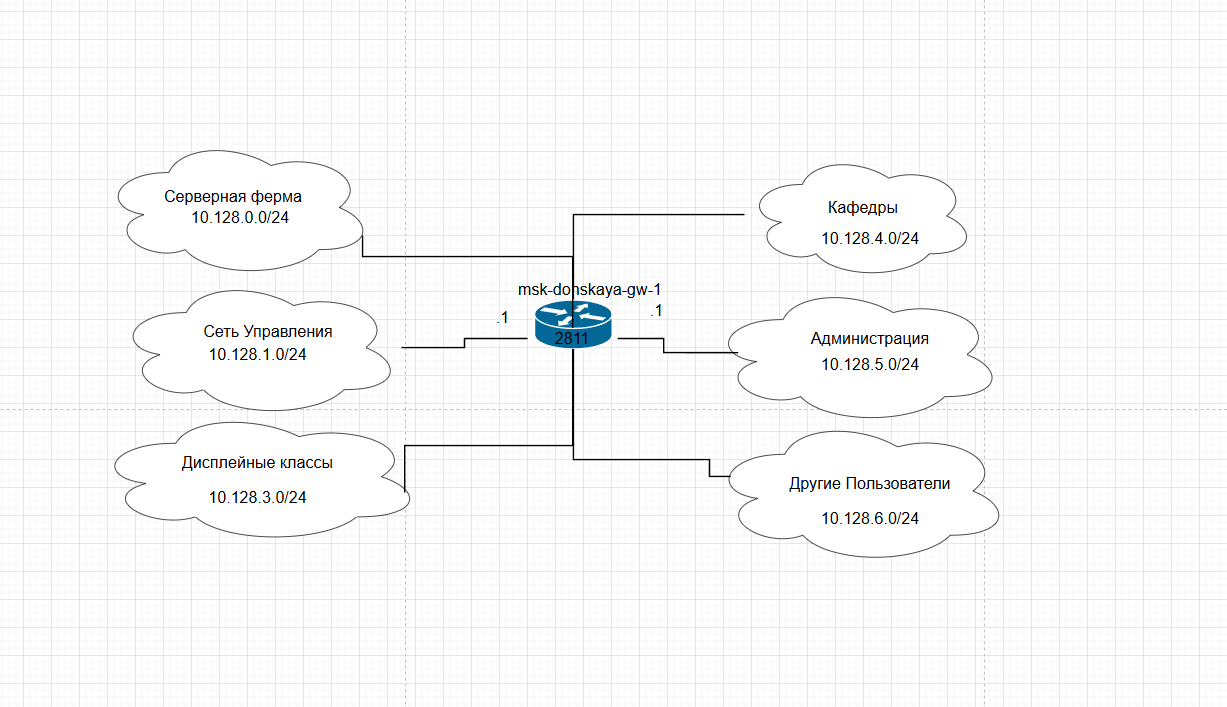 Серверная ферма
10.128.0.0/24
Кафедры
10.128.4.0/24
msk-donskaya-gw-1
.1
.1
2811
Сеть Управления
10.128.1.0/24
Администрация
10.128.5.0/24
Дисплейные классы
10.128.3.0/24
Другие Пользователи
10.128.6.0/24